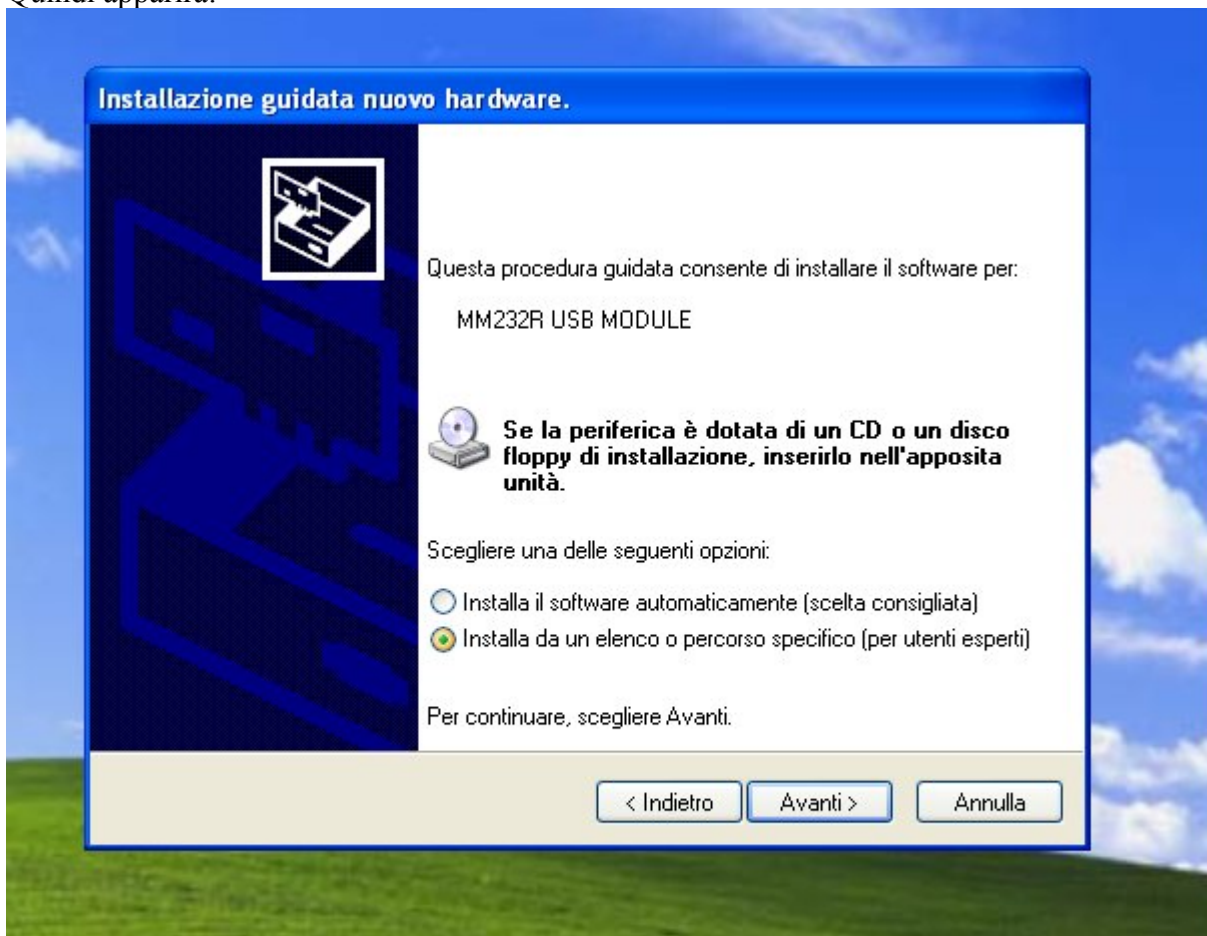 Quindi apparirà:
Installazione guidata nuovo hardware.
Questa procedura guidata consente di installare il software per:
MM232R USB MODULE
Se la periferica è dotata di un CD o un disco
floppy di installazione, inserirlo nell'apposita
unità.
Scegliere una delle seguenti opzioni:
Installa il software automaticamente (scelta consigliata)
Installa da un elenco o percorso specifico (per utenti esperti)
Per continuare, scegliere Avanti.
< Indietro
Avanti >
Annulla